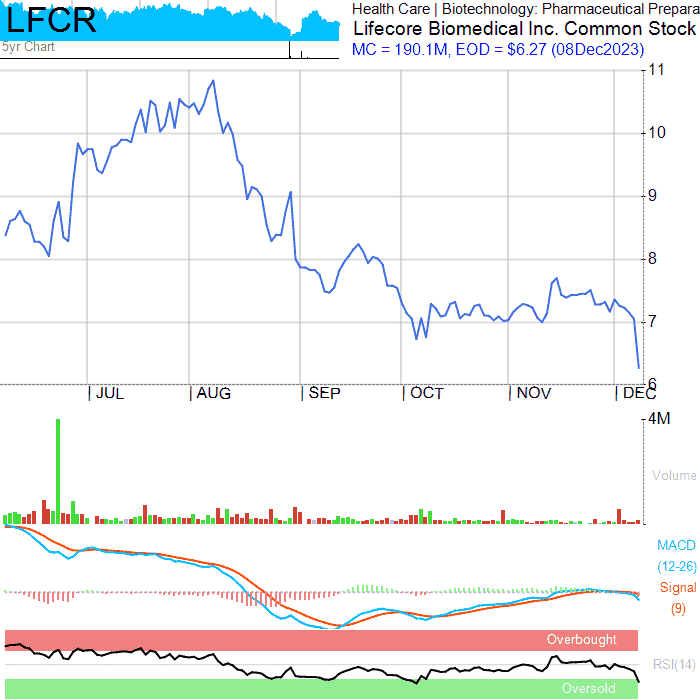 LFCR
Health Care | Biotechnology: Pharmaceutical Prepara
Lifecore Biomedical Inc. Common Stock
MC = 190.1M, EOD = $6.27 (08Dec2023)
5yr Chart
11
10
9
8
7
6
JUL AUG SEP OCT NOV DEC
4M
Volume
MACD
(12-26)
Signal
(9)
Overbought
RSI(14)
Oversold